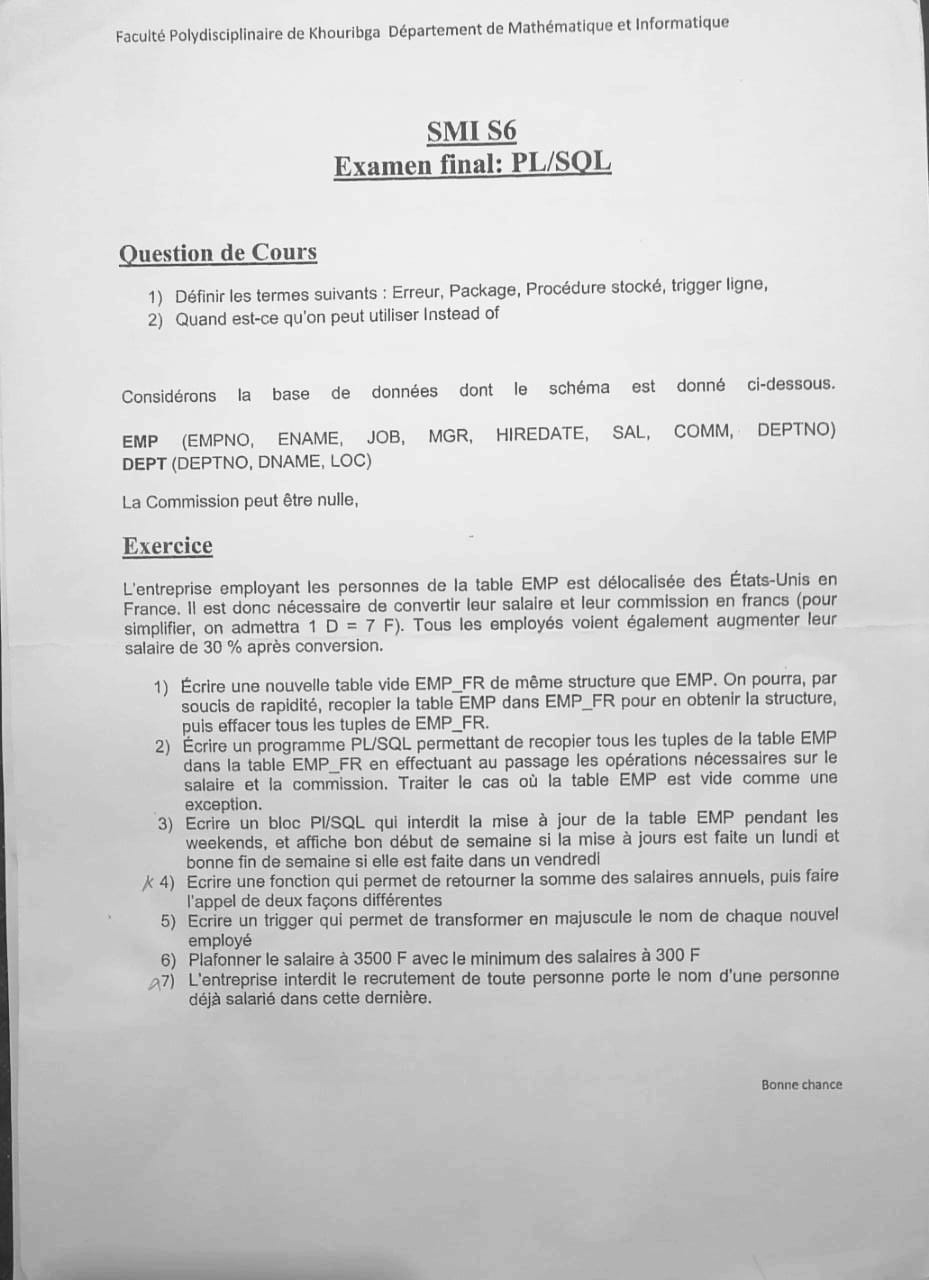 Faculté Polydisciplinaire de Khouribga Département de Mathématique et Informatique
SMI S6
Examen final: PL/SQL
Question de Cours
1) Définir les termes suivants : Erreur, Package, Procédure stocké, trigger ligne,
2) Quand est-ce qu'on peut utiliser Instead of
Considérons la base de données dont le schéma est donné ci-dessous.
EMP (EMPNO, ENAME, JOB, MGR, HIREDATE, SAL, COMM, DEPTNO)
DEPT (DEPTNO, DNAME, LOC)
La Commission peut être nulle,
Exercice
L'entreprise employant les personnes de la table EMP est délocalisée des États-Unis en
France. Il est donc nécessaire de convertir leur salaire et leur commission en francs (pour
simplifier, on admettra 1 D = 7 F). Tous les employés voient également augmenter leur
salaire de 30 % après conversion.
1) Écrire une nouvelle table vide EMP_FR de même structure que EMP. On pourra, par
soucis de rapidité, recopier la table EMP dans EMP_FR pour en obtenir la structure,
puis effacer tous les tuples de EMP_FR.
2) Écrire un programme PL/SQL permettant de recopier tous les tuples de la table EMP
dans la table EMP_FR en effectuant au passage les opérations nécessaires sur le
salaire et la commission. Traiter le cas où la table EMP est vide comme une
exception.
3) Ecrire un bloc Pl/SQL qui interdit la mise à jour de la table EMP pendant les
weekends, et affiche bon début de semaine si la mise à jours est faite un lundi et
bonne fin de semaine si elle est faite dans un vendredi
4) Ecrire une fonction qui permet de retourner la somme des salaires annuels, puis faire
l'appel de deux façons différentes
5) Ecrire un trigger qui permet de transformer en majuscule le nom de chaque nouvel
employé
6) Plafonner le salaire à 3500 F avec le minimum des salaires à 300 F
7) L'entreprise interdit le recrutement de toute personne porte le nom d'une personne
déjà salarié dans cette dernière.
Bonne chance